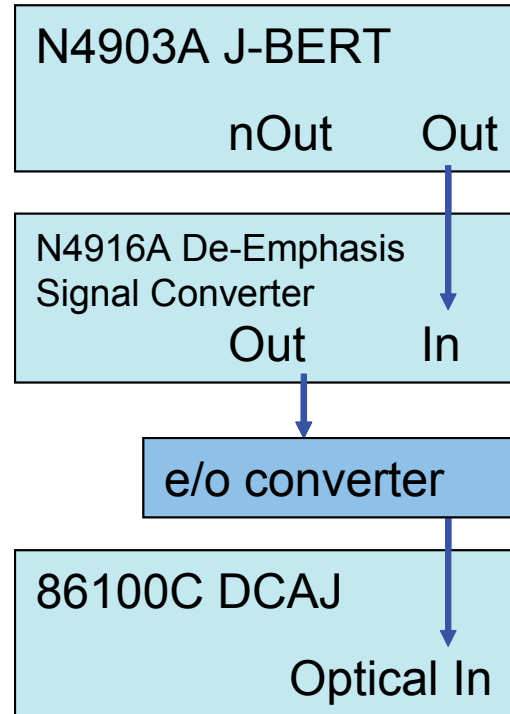 N4903A J-BERT
nOut Out
N4916A De-Emphasis
Signal Converter
Out In
e/o converter
86100C DCAJ
Optical In